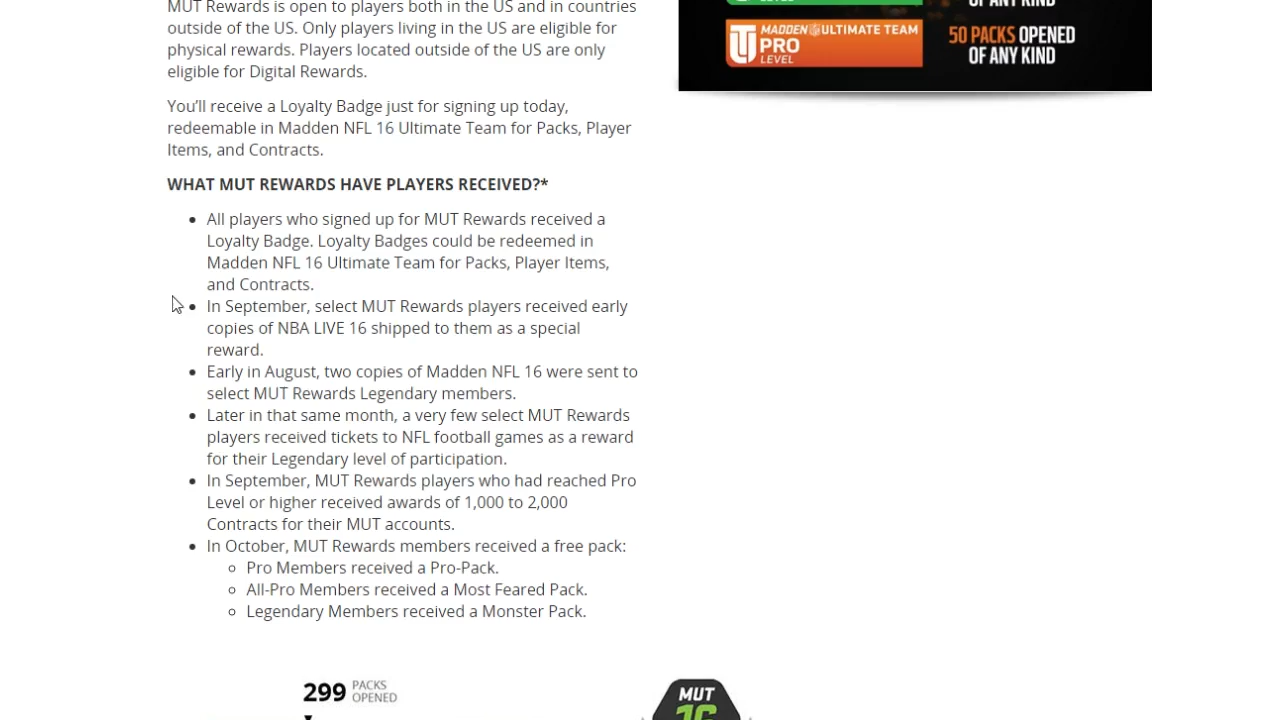 MUT Rewards is open to players both in the US and in countries
outside of the US. Only players living in the US are eligible for
physical rewards. Players located outside of the US are only
eligible for Digital Rewards.
You’ll receive a Loyalty Badge just for signing up today,
redeemable in Madden NFL 16 Ultimate Team for Packs, Player
Items, and Contracts.
WHAT MUT REWARDS HAVE PLAYERS RECEIVED?*
All players who signed up for MUT Rewards received a
Loyalty Badge. Loyalty Badges could be redeemed in
Madden NFL 16 Ultimate Team for Packs, Player Items,
and Contracts.
In September, select MUT Rewards players received early
copies of NBA LIVE 16 shipped to them as a special
reward.
Early in August, two copies of Madden NFL 16 were sent to
select MUT Rewards Legendary members.
Later in that same month, a very few select MUT Rewards
players received tickets to NFL football games as a reward
for their Legendary level of participation.
In September, MUT Rewards players who had reached Pro
Level or higher received awards of 1,000 to 2,000
Contracts for their MUT accounts.
In October, MUT Rewards members received a free pack:
Pro Members received a Pro-Pack.
All-Pro Members received a Most Feared Pack.
Legendary Members received a Monster Pack.
OF ANY KIND
MADDEN NFL ULTIMATE TEAM
PRO
LEVEL
50 PACKS OPENED
OF ANY KIND
299 PACKS
OPENED
MUT
16